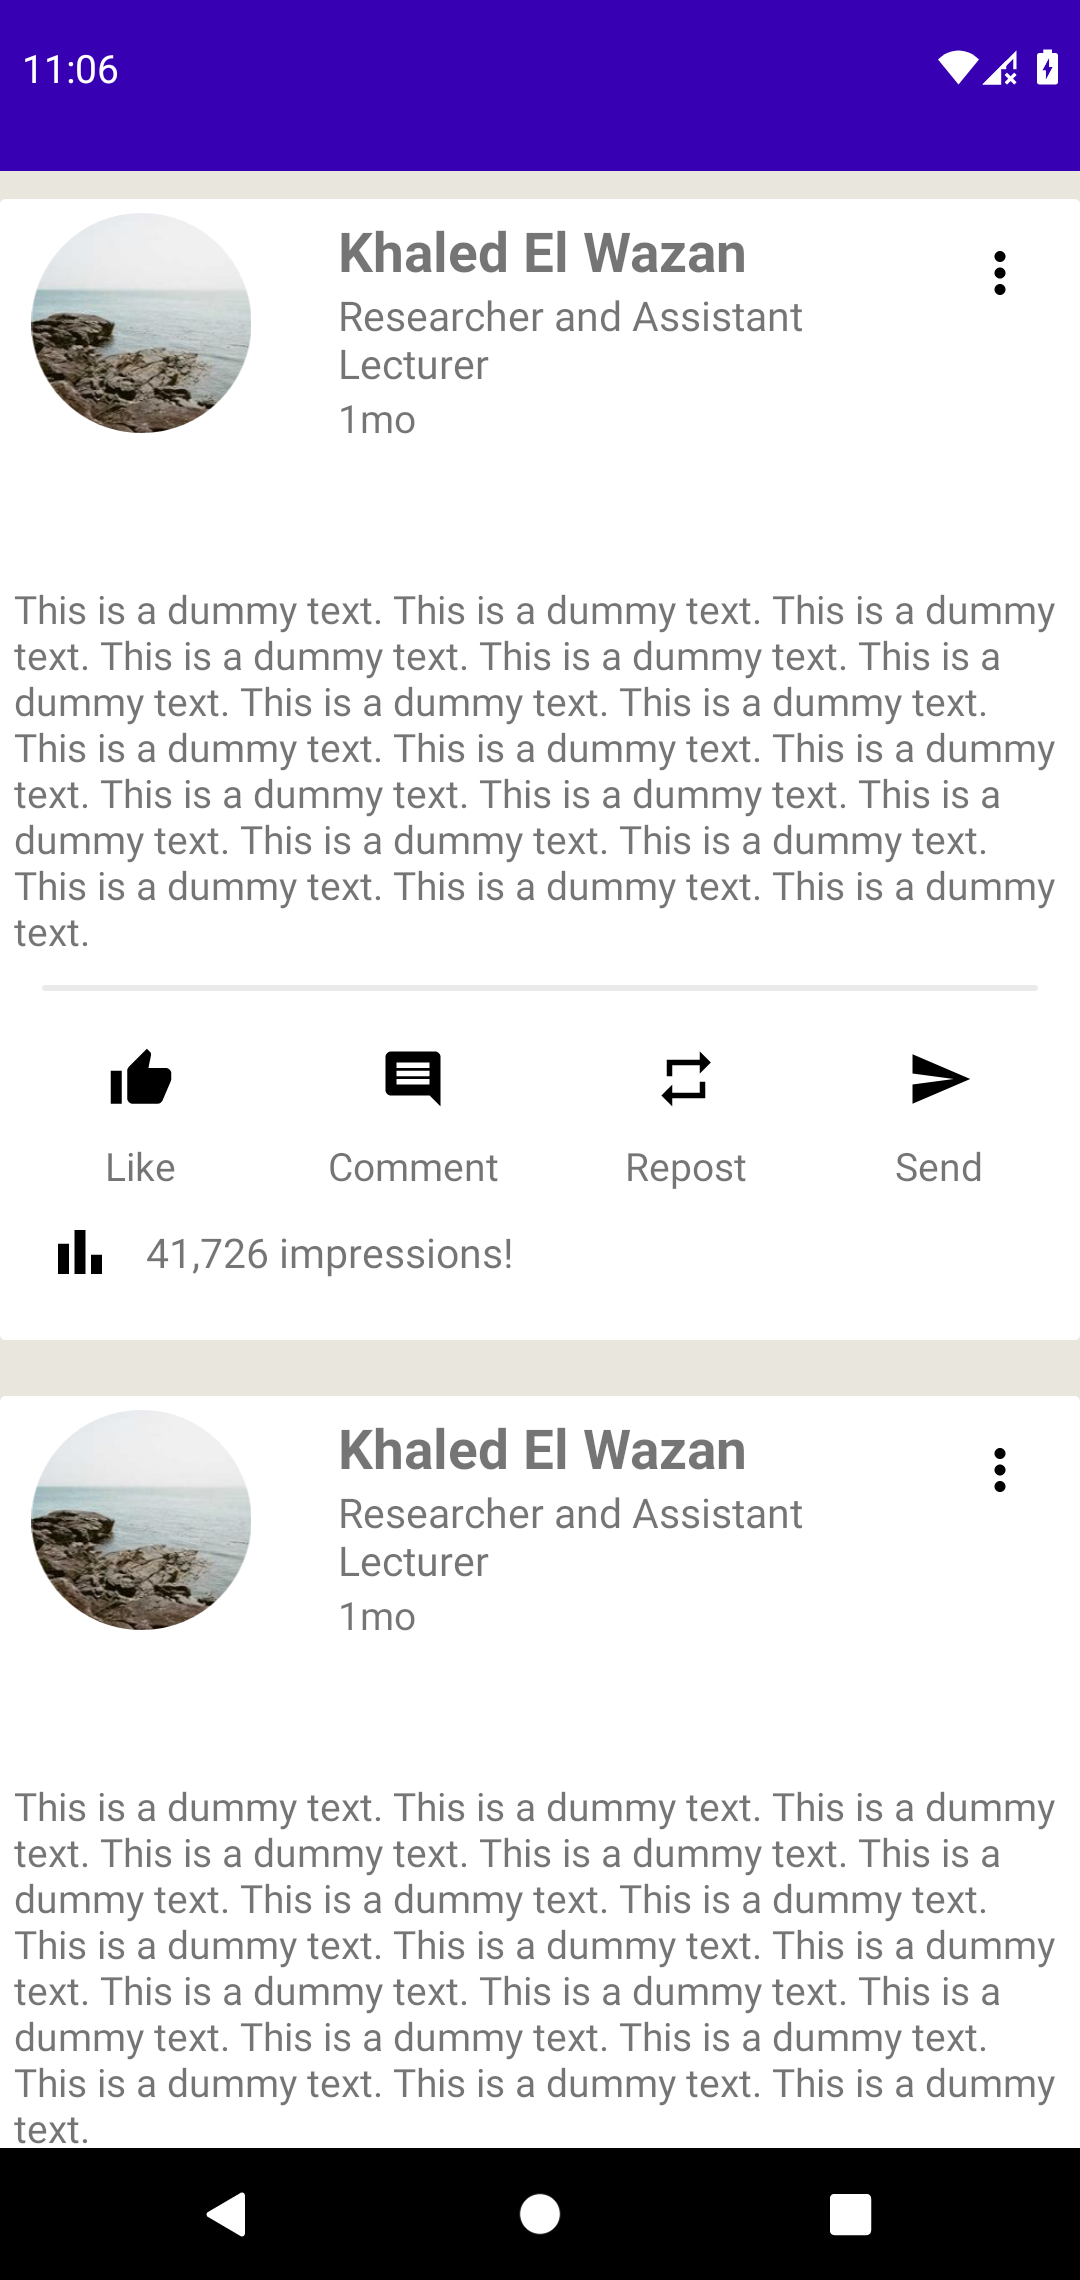 11:06
Khaled El Wazan
Researcher and Assistant
Lecturer
1mo
This is a dummy text. This is a dummy text. This is a dummy
text. This is a dummy text. This is a dummy text. This is a
dummy text. This is a dummy text. This is a dummy text.
This is a dummy text. This is a dummy text. This is a dummy
text. This is a dummy text. This is a dummy text. This is a
dummy text. This is a dummy text. This is a dummy text.
This is a dummy text. This is a dummy text. This is a dummy
text.
Like Comment Repost Send
41,726 impressions!
Khaled El Wazan
Researcher and Assistant
Lecturer
1mo
This is a dummy text. This is a dummy text. This is a dummy
text. This is a dummy text. This is a dummy text. This is a
dummy text. This is a dummy text. This is a dummy text.
This is a dummy text. This is a dummy text. This is a dummy
text. This is a dummy text. This is a dummy text. This is a
dummy text. This is a dummy text. This is a dummy text.
This is a dummy text. This is a dummy text. This is a dummy
text.